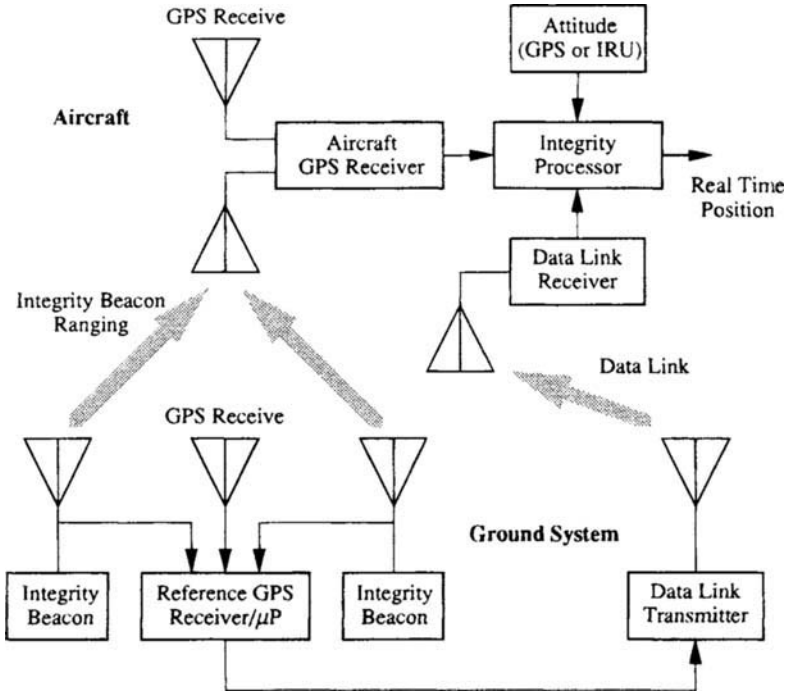 GPS Receive
Attitude
(GPS or IRU)
Aircraft
Aircraft
GPS Receiver
Integrity
Processor
Real Time
Position
Data Link
Receiver
Integrity Beacon
Ranging
Data Link
GPS Receive
Ground System
Integrity
Beacon
Reference GPS
Receiver/μP
Integrity
Beacon
Data Link
Transmitter